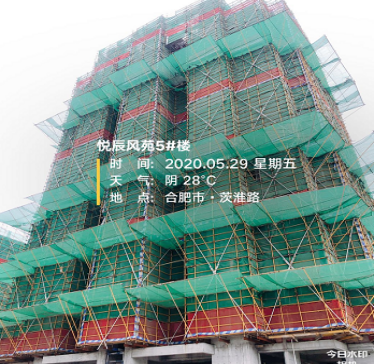 悦辰风苑5#楼
时 间: 2020.05.29 星期五
天 气: 阴 28°C
地 点: 合肥市·茨淮路
今日水印